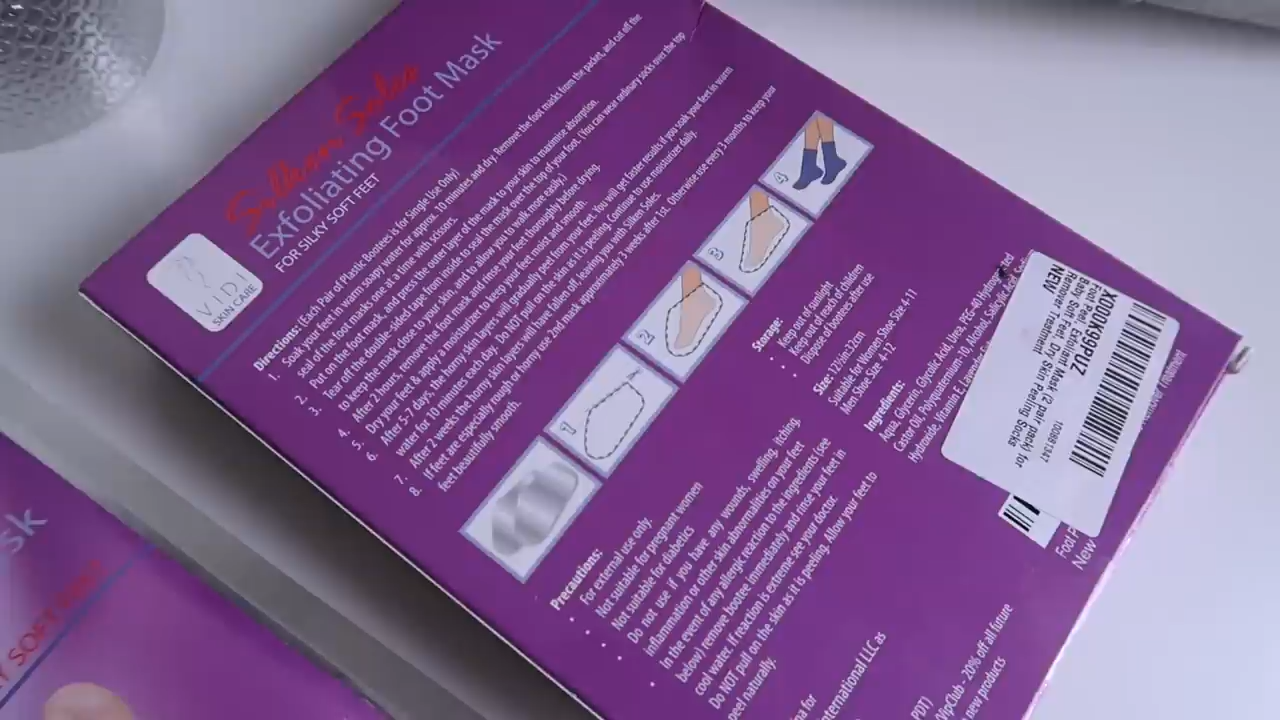 VIDI
SKIN CARE
Silken Soles
Exfoliating Foot Mask
FOR SILKY SOFT FEET
Directions: (Each Pair of Plastic Bootees is for Single Use Only)
1. Soak your feet in warm soapy water for approx. 10 minutes and dry. Remove the foot masks from the packet, and cut off the
seal of the foot masks one at a time with scissors.
2. Put on the foot mask, and press the outer layer of the mask to your skin to maximise absorption.
3. Tear off the double-sided tape from inside to seal the mask over the top of your foot. (You can wear ordinary socks over the top
to keep the mask close to your skin, and to allow you to walk more easily.)
4. After 2 hours, remove the foot mask and rinse your feet thoroughly before drying.
5. Dry your feet & apply a moisturizer to keep your feet moist and smooth.
6. After 5-7 days, the horny skin layers will gradually peel from your feet. You will get faster results if you soak your feet in warm
water for 10 minutes each day. Do NOT pull on the skin as it is peeling. Continue to use moisturizer daily.
7. After 2 weeks the horny skin layers will have fallen off, leaving you with Silken Soles.
8. If feet are especially rough or horny use 2nd mask approximately 3 weeks after 1st. Otherwise use every 3 months to keep your
feet beautifully smooth.
1
2
3
4
Precautions:
• For external use only.
• Not suitable for pregnant women
• Not suitable for diabetics
• Do not use if you have any wounds, swelling, itching,
inflammation or other skin abnormalities on your feet
• In the event of any allergic reaction to the ingredients (see
below) remove bootee immediately and rinse your feet in
cool water. If reaction is extreme see your doctor.
• Do NOT pull on the skin as it is peeling. Allow your feet to
peel naturally.
Storage:
• Keep out of sunlight
• Keep out of reach of children
• Dispose of bootees after use
Size: 12½in:32cm
Suitable for Women Shoe Size 4-11
Men Shoe Size 4-12
Ingredients:
Aqua, Glycerin, Glycolic Acid, Urea, PEG-40 Hydrogenated
Castor Oil, Polyquaternium-10, Alcohol, Salicylic Acid,
Hydroxide, Vitamin E, Lavender
X000K99PUZ
Foot Peel Exfoliant Mask (2 pair pack) for
Baby Soft Feet, Dry Skin Peeling Socks
Remover Treatment
NEW
100881347
Treatment
Foot P
New
for
International LLC as
PDT)
VipClub - 20% off all future
new products
sk
Y SOFT FEET